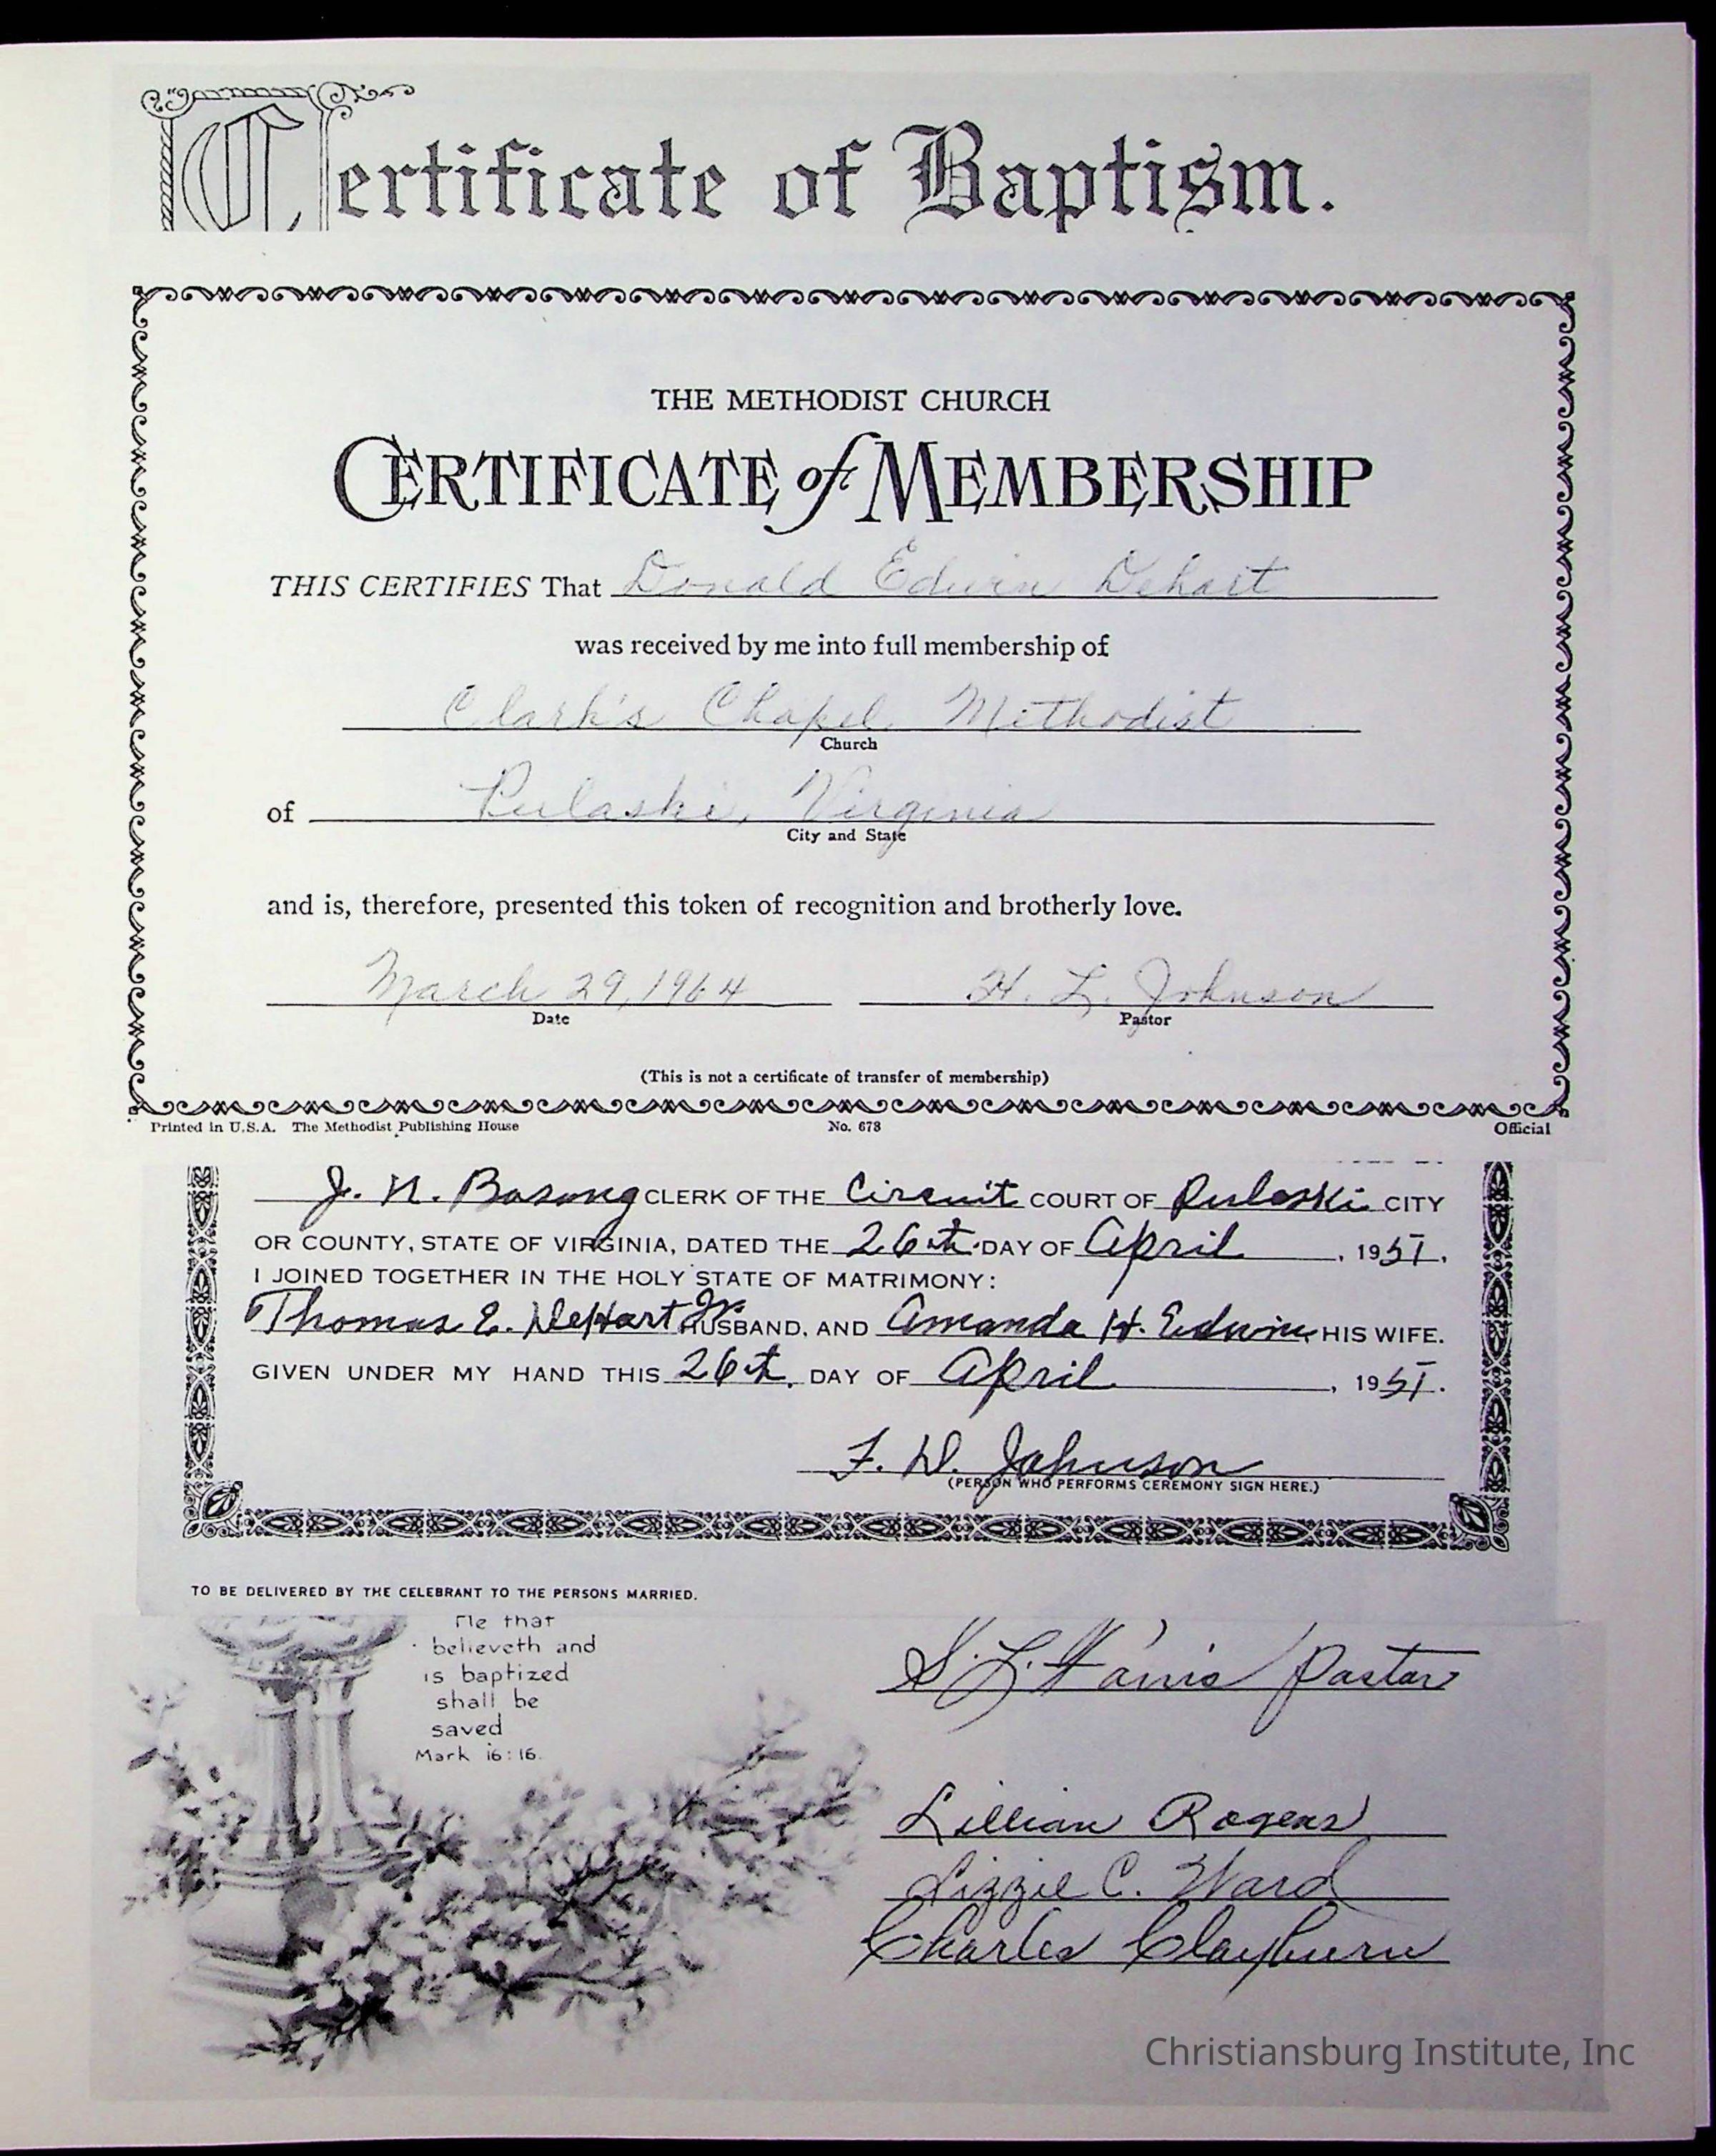 Certificate of Baptism.
THE METHODIST CHURCH
CERTIFICATE of MEMBERSHIP
THIS CERTIFIES That Donald Edwin Dehart
was received by me into full membership of
Clark's Chapel Methodist
Church
of Pulaski, Virginia
City and State
and is, therefore, presented this token of recognition and brotherly love.
March 29, 1964 H. L. Johnson
Date Pastor
(This is not a certificate of transfer of membership)
Printed in U.S.A. The Methodist Publishing House No. 678 Official
J. N. Bosang CLERK OF THE Circuit COURT OF Pulaski CITY
OR COUNTY, STATE OF VIRGINIA, DATED THE 26th DAY OF April, 1951.
I JOINED TOGETHER IN THE HOLY STATE OF MATRIMONY:
Thomas E. DeHart Jr. HUSBAND, AND Amanda H. Edwins HIS WIFE.
GIVEN UNDER MY HAND THIS 26th. DAY OF April, 1951.
F. D. Johnson
(PERSON WHO PERFORMS CEREMONY SIGN HERE.)
TO BE DELIVERED BY THE CELEBRANT TO THE PERSONS MARRIED.
He that
believeth and
is baptized
shall be
saved
Mark 16:16.
S. L. Harris Pastor
Lillian Rogers
Lizzie C. Ward
Charles Clayburn
Christiansburg Institute, Inc